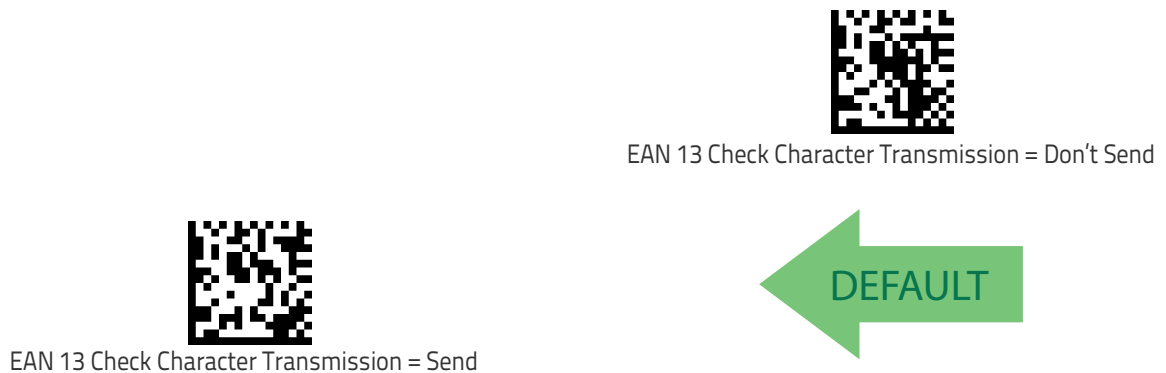 EAN 13 Check Character Transmission = Don't Send
DEFAULT
EAN 13 Check Character Transmission = Send